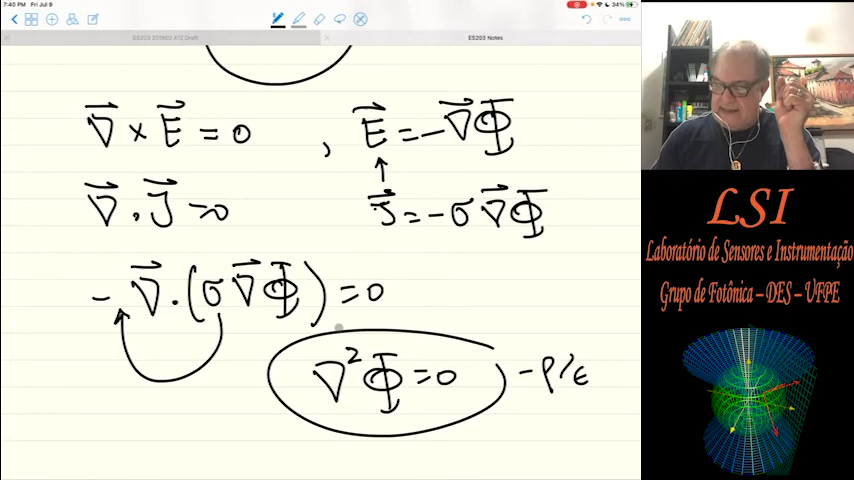 7:40 PM Fri Jul 9
34%
ES203 201802 A12 Draft
ES203 Notes
∇⃗ × E⃗ = 0 , E⃗ = -∇⃗Φ
∇⃗ · J⃗ = 0 J⃗ = -σ∇⃗Φ
-∇⃗ · (σ∇⃗Φ) = 0
∇²Φ = 0 -ρ/ε
LSI
Laboratório de Sensores e Instrumentação
Grupo de Fotônica – DES – UFPE